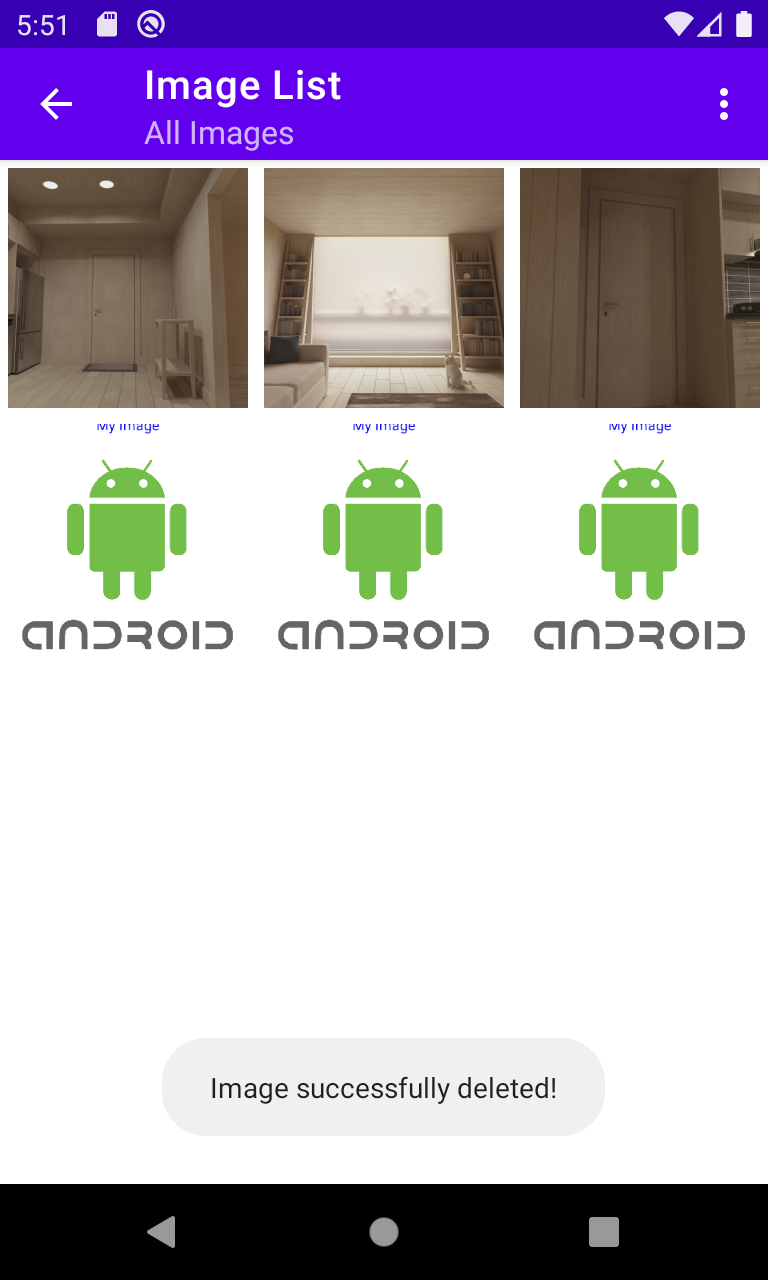 5:51
Image List
All Images
My Image My Image My Image
ANDROID ANDROID ANDROID
Image successfully deleted!